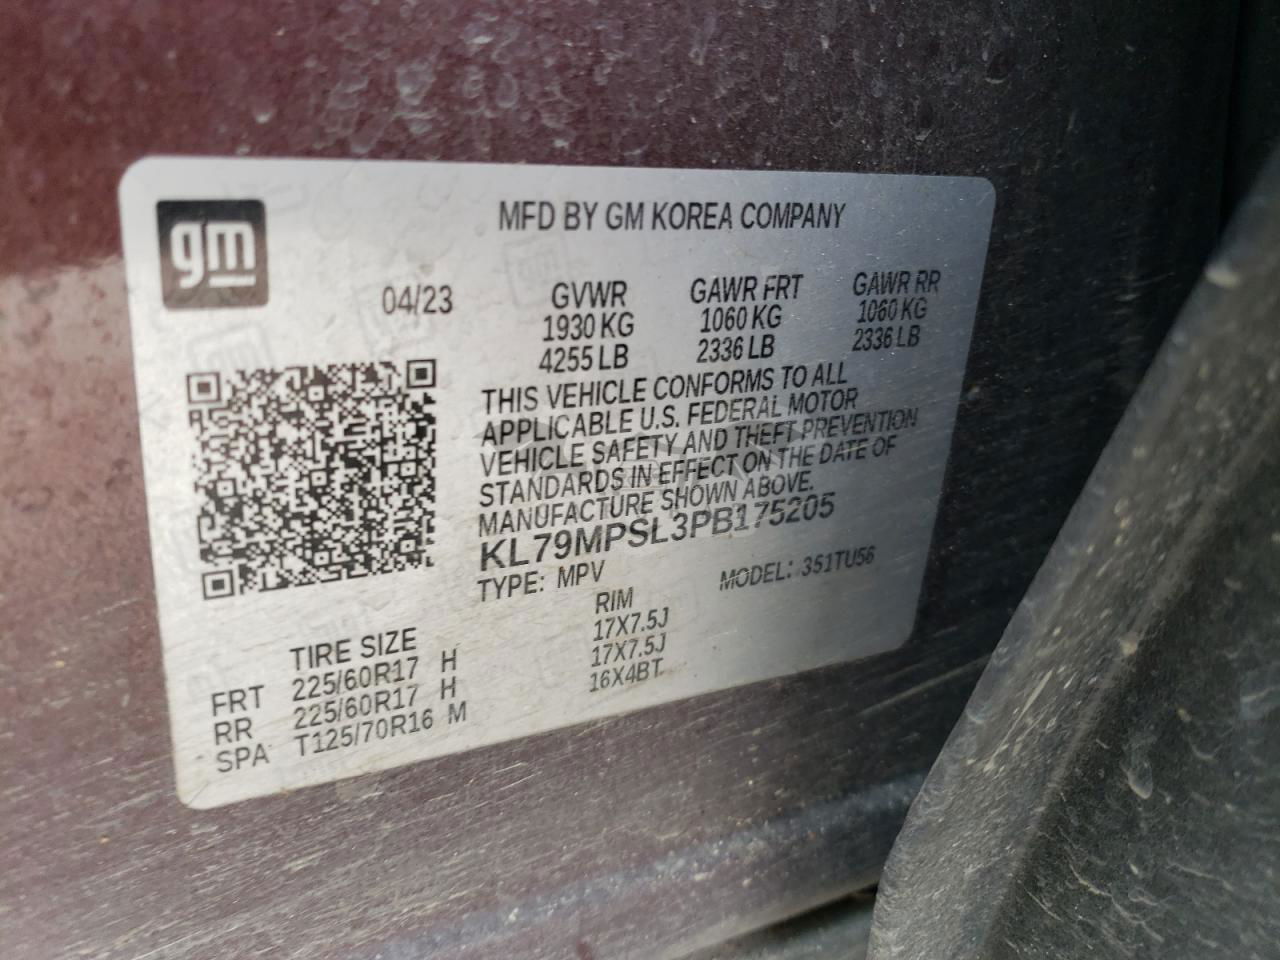 gm
MFD BY GM KOREA COMPANY
04/23
GVWR GAWR FRT GAWR RR
1930 KG 1060 KG 1060 KG
4255 LB 2336 LB 2336 LB
THIS VEHICLE CONFORMS TO ALL
APPLICABLE U.S. FEDERAL MOTOR
VEHICLE SAFETY AND THEFT PREVENTION
STANDARDS IN EFFECT ON THE DATE OF
MANUFACTURE SHOWN ABOVE.
KL79MPSL3PB175205
TYPE: MPV MODEL: 351TU56
TIRE SIZE RIM
FRT 225/60R17 H 17X7.5J
RR 225/60R17 H 17X7.5J
SPA T125/70R16 M 16X4BT